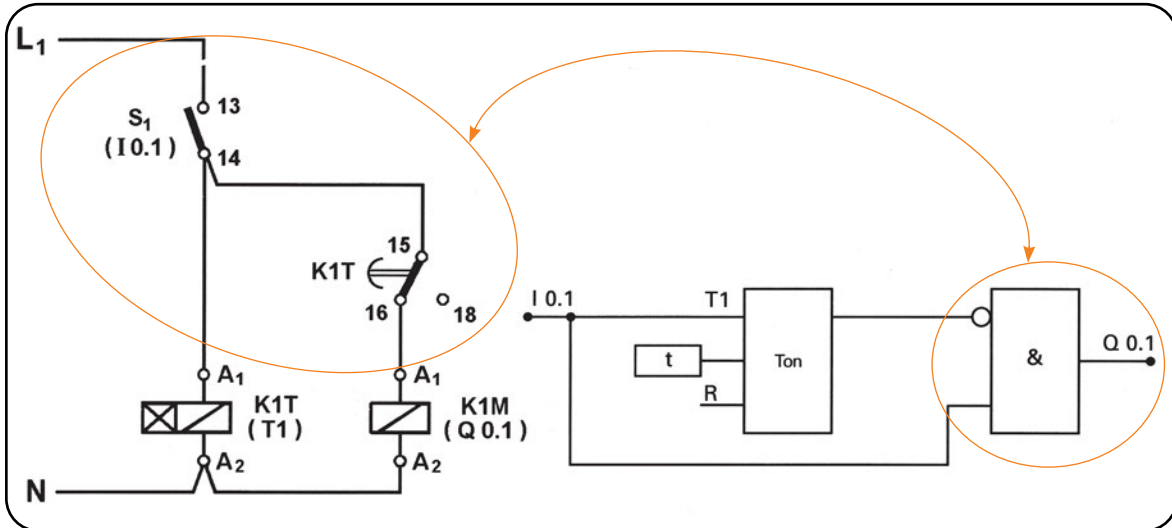 L₁
13
S₁
(I 0.1)
14
15
K1T
16
18
A₁
K1T
(T1)
A₂
A₁
K1M
(Q 0.1)
A₂
N
I 0.1
T1
t
Ton
R
&
Q 0.1